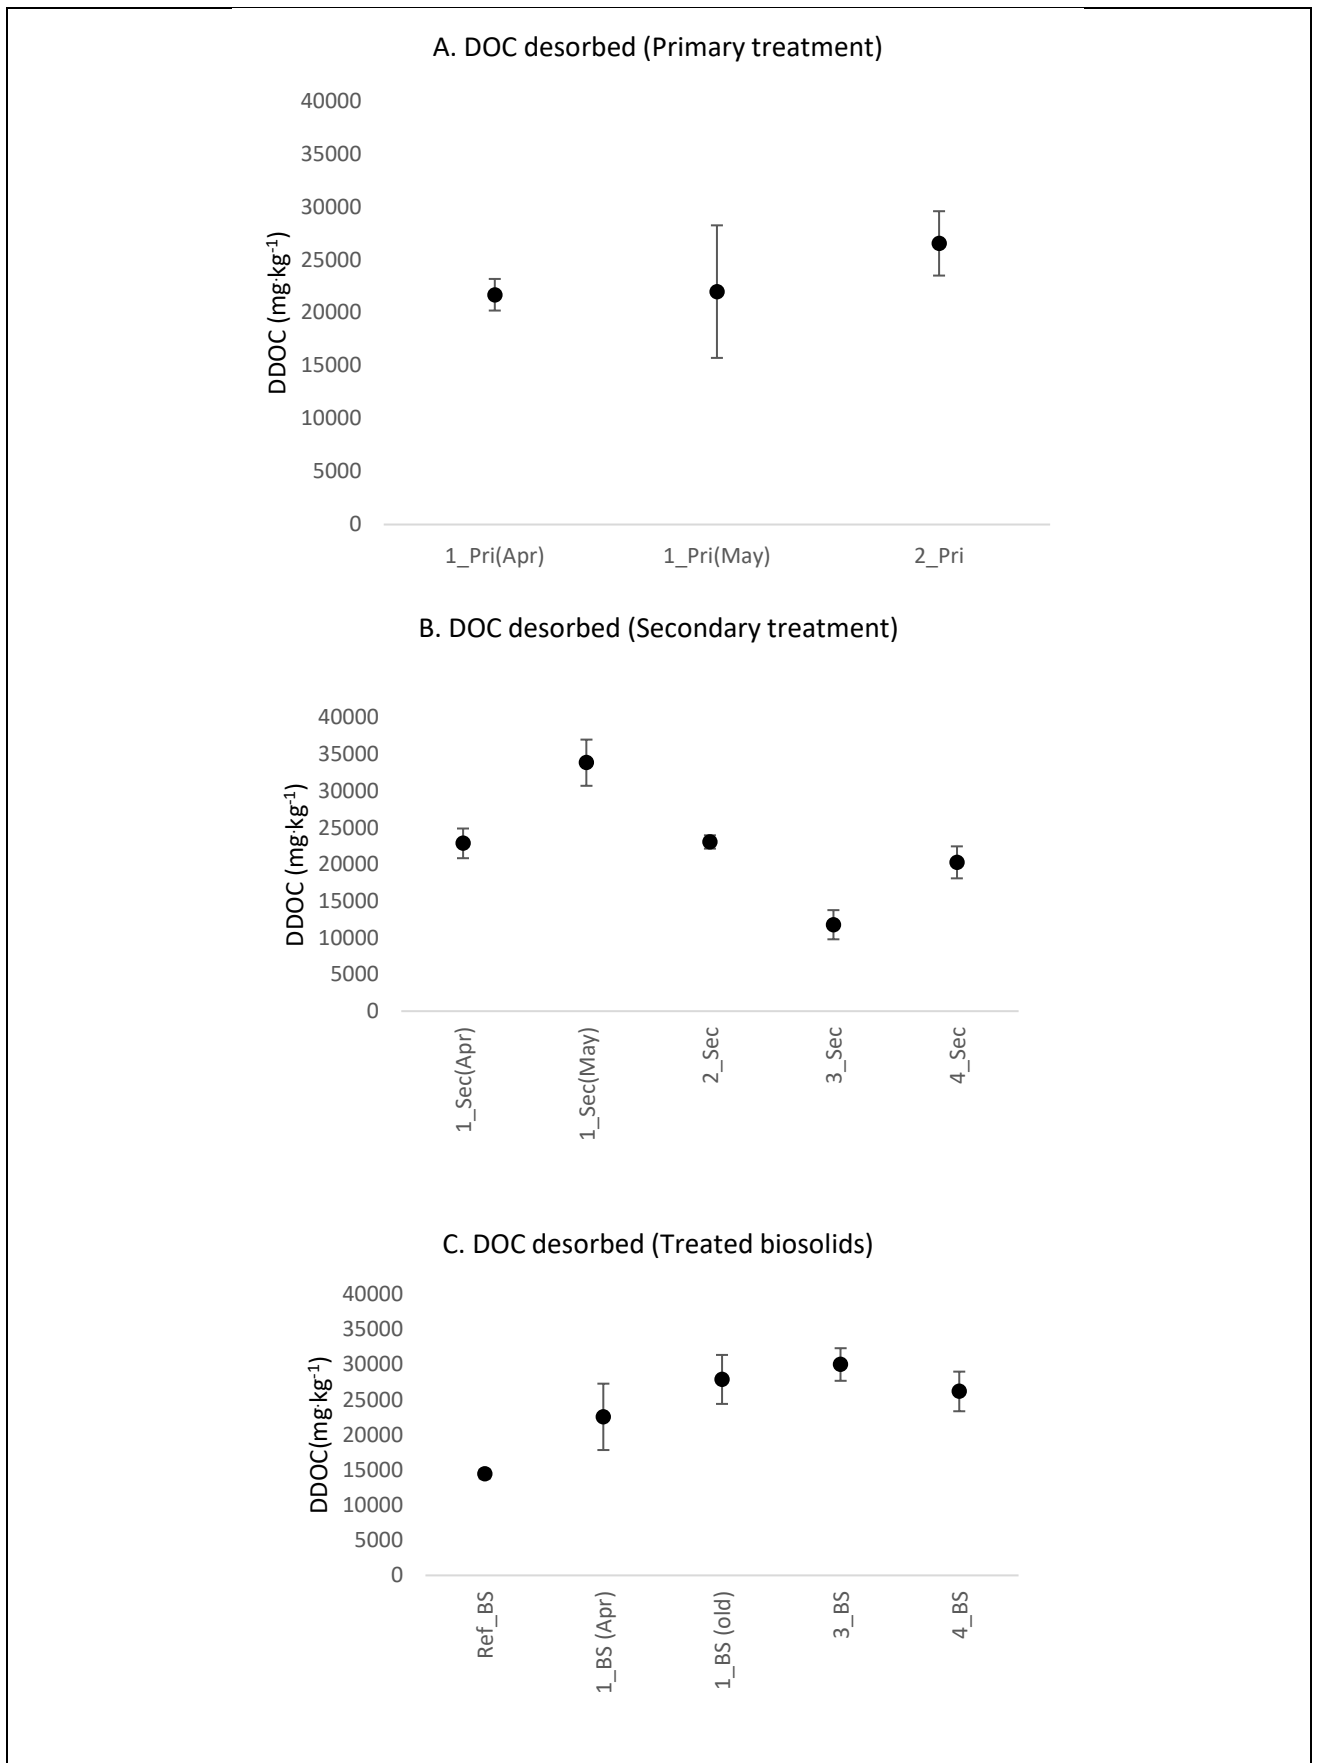 A. DOC desorbed (Primary treatment)
40000
35000
30000
25000
20000
15000
10000
5000
0
DDOC (mg·kg⁻¹)
1_Pri(Apr) 1_Pri(May) 2_Pri
B. DOC desorbed (Secondary treatment)
40000
35000
30000
25000
20000
15000
10000
5000
0
DDOC (mg·kg⁻¹)
1_Sec(Apr)
1_Sec(May)
2_Sec
3_Sec
4_Sec
C. DOC desorbed (Treated biosolids)
40000
35000
30000
25000
20000
15000
10000
5000
0
DDOC(mg·kg⁻¹)
Ref_BS
1_BS (Apr)
1_BS (old)
3_BS
4_BS